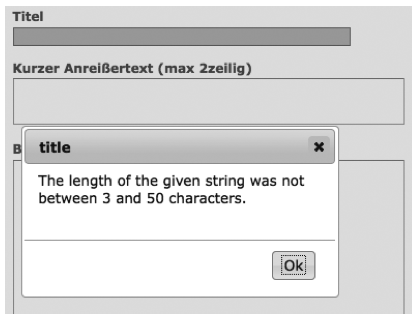 Titel
Kurzer Anreißertext (max 2zeilig)
B
title
The length of the given string was not
between 3 and 50 characters.
Ok